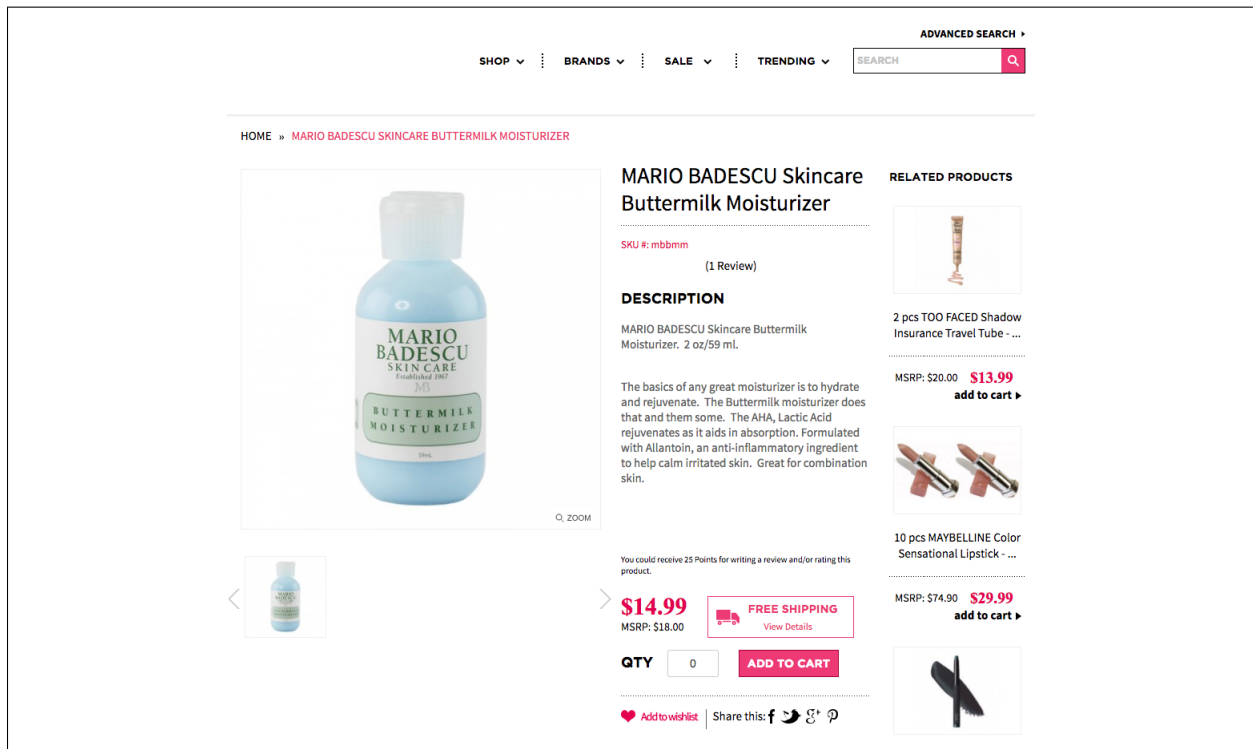 ADVANCED SEARCH
SHOP
BRANDS
SALE
TRENDING
SEARCH
HOME » MARIO BADESCU SKINCARE BUTTERMILK MOISTURIZER
MARIO
BADESCU
SKIN CARE
Established 1967
MB
BUTTERMILK
MOISTURIZER
59mL
ZOOM
MARIO BADESCU Skincare
Buttermilk Moisturizer
SKU #: mbbmm
(1 Review)
DESCRIPTION
MARIO BADESCU Skincare Buttermilk
Moisturizer. 2 oz/59 ml.
The basics of any great moisturizer is to hydrate
and rejuvenate. The Buttermilk moisturizer does
that and them some. The AHA, Lactic Acid
rejuvenates as it aids in absorption. Formulated
with Allantoin, an anti-inflammatory ingredient
to help calm irritated skin. Great for combination
skin.
You could receive 25 Points for writing a review and/or rating this
product.
$14.99
MSRP: $18.00
FREE SHIPPING
View Details
QTY 0 ADD TO CART
Add to wishlist Share this:
RELATED PRODUCTS
2 pcs TOO FACED Shadow
Insurance Travel Tube - ...
MSRP: $20.00 $13.99
add to cart
10 pcs MAYBELLINE Color
Sensational Lipstick - ...
MSRP: $74.90 $29.99
add to cart